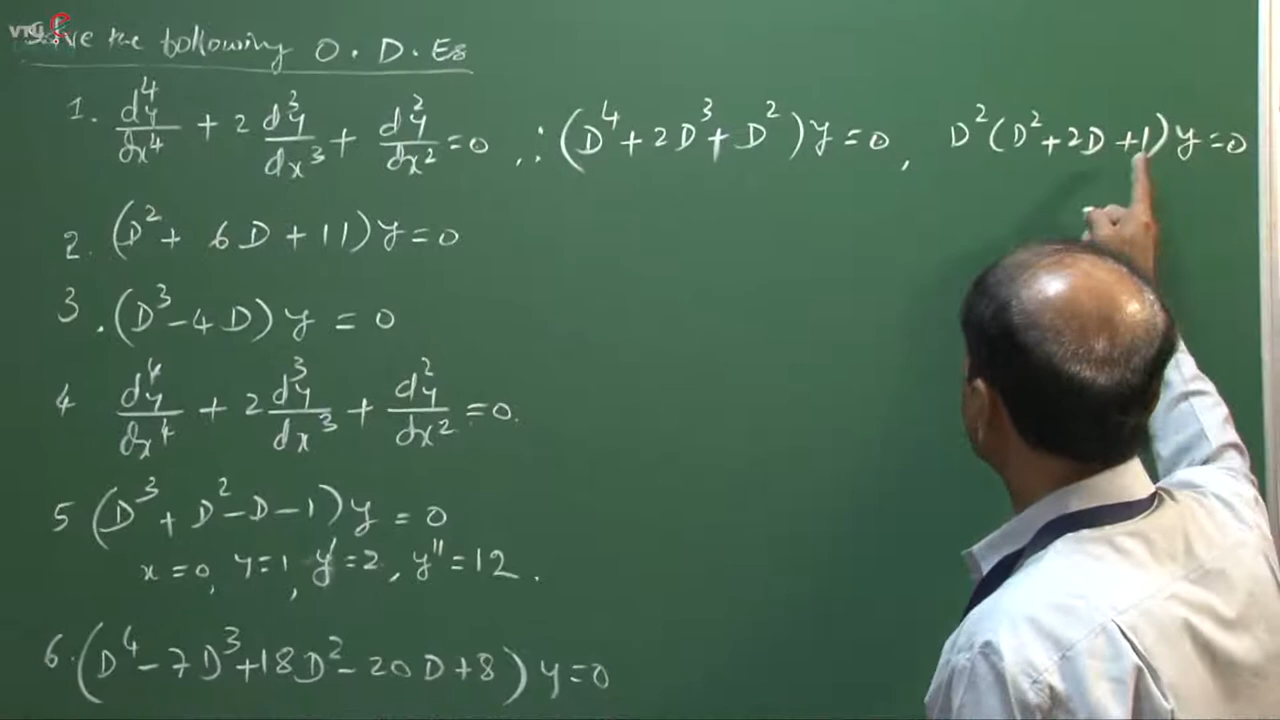 VTU e
Solve the following O.D.Es
1. d⁴y/dx⁴ + 2 d³y/dx³ + d²y/dx² = 0 ,∴ (D⁴ + 2D³ + D²)y = 0 , D²(D² + 2D + 1)y = 0
2. (D² + 6D + 11)y = 0
3. (D³ - 4D)y = 0
4 d⁴y/dx⁴ + 2 d³y/dx³ + d²y/dx² = 0.
5 (D³ + D² - D - 1)y = 0
x = 0, y = 1, y' = 2, y'' = 12.
6. (D⁴ - 7D³ + 18D² - 20D + 8)y = 0